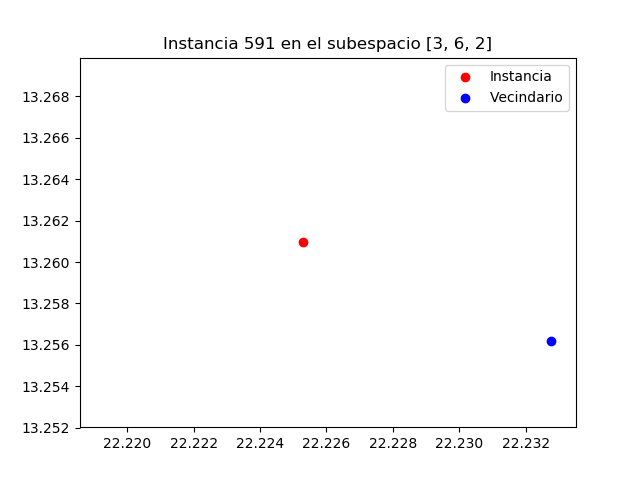 Instancia 591 en el subespacio [3, 6, 2]
Instancia
Vecindario
13.268
13.266
13.264
13.262
13.260
13.258
13.256
13.254
13.252
22.220 22.222 22.224 22.226 22.228 22.230 22.232